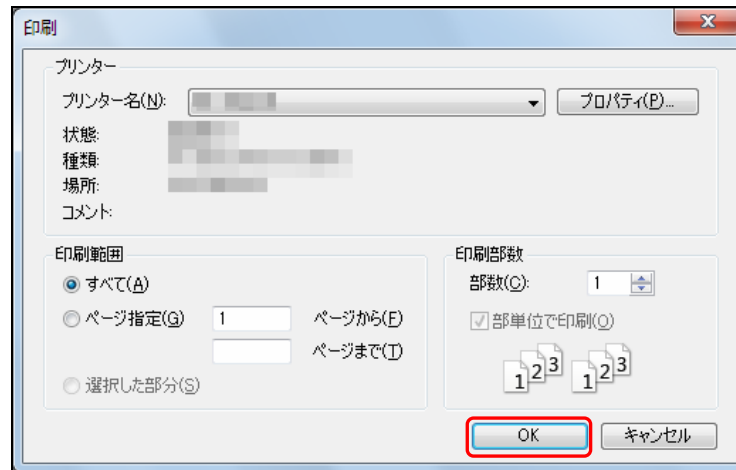 印刷
プリンター
プリンター名(N):
プロパティ(P)...
状態:
種類:
場所:
コメント:
印刷範囲
すべて(A)
ページ指定(G) 1 ページから(F)
ページまで(T)
選択した部分(S)
印刷部数
部数(C): 1
部単位で印刷(O)
1 2 3 1 2 3
OK キャンセル